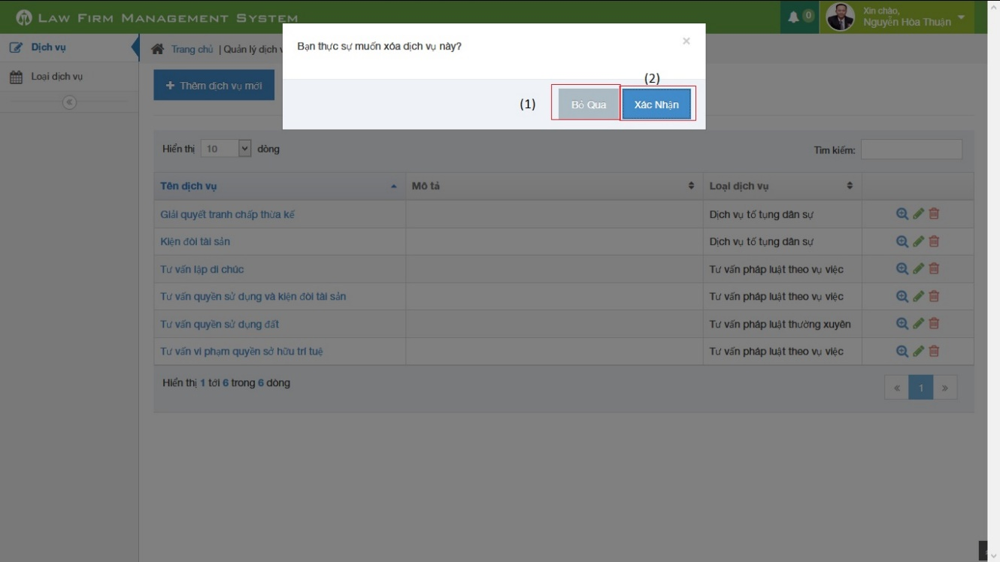 LAW FIRM MANAGEMENT SYSTEM
0
Xin chào,
Nguyễn Hòa Thuận
Dịch vụ
Loại dịch vụ
Trang chủ | Quản lý dịch
Bạn thực sự muốn xóa dịch vụ này?
×
(1)
(2)
Bỏ Qua
Xác Nhận
+ Thêm dịch vụ mới
Hiển thị 10 dòng
Tìm kiếm:
Tên dịch vụ Mô tả Loại dịch vụ
Giải quyết tranh chấp thừa kế Dịch vụ tố tụng dân sự
Kiện đòi tài sản Dịch vụ tố tụng dân sự
Tư vấn lập di chúc Tư vấn pháp luật theo vụ việc
Tư vấn quyền sử dụng và kiện đòi tài sản Tư vấn pháp luật theo vụ việc
Tư vấn quyền sử dụng đất Tư vấn pháp luật thường xuyên
Tư vấn vi phạm quyền sở hữu trí tuệ Tư vấn pháp luật theo vụ việc
Hiển thị 1 tới 6 trong 6 dòng
« 1 »